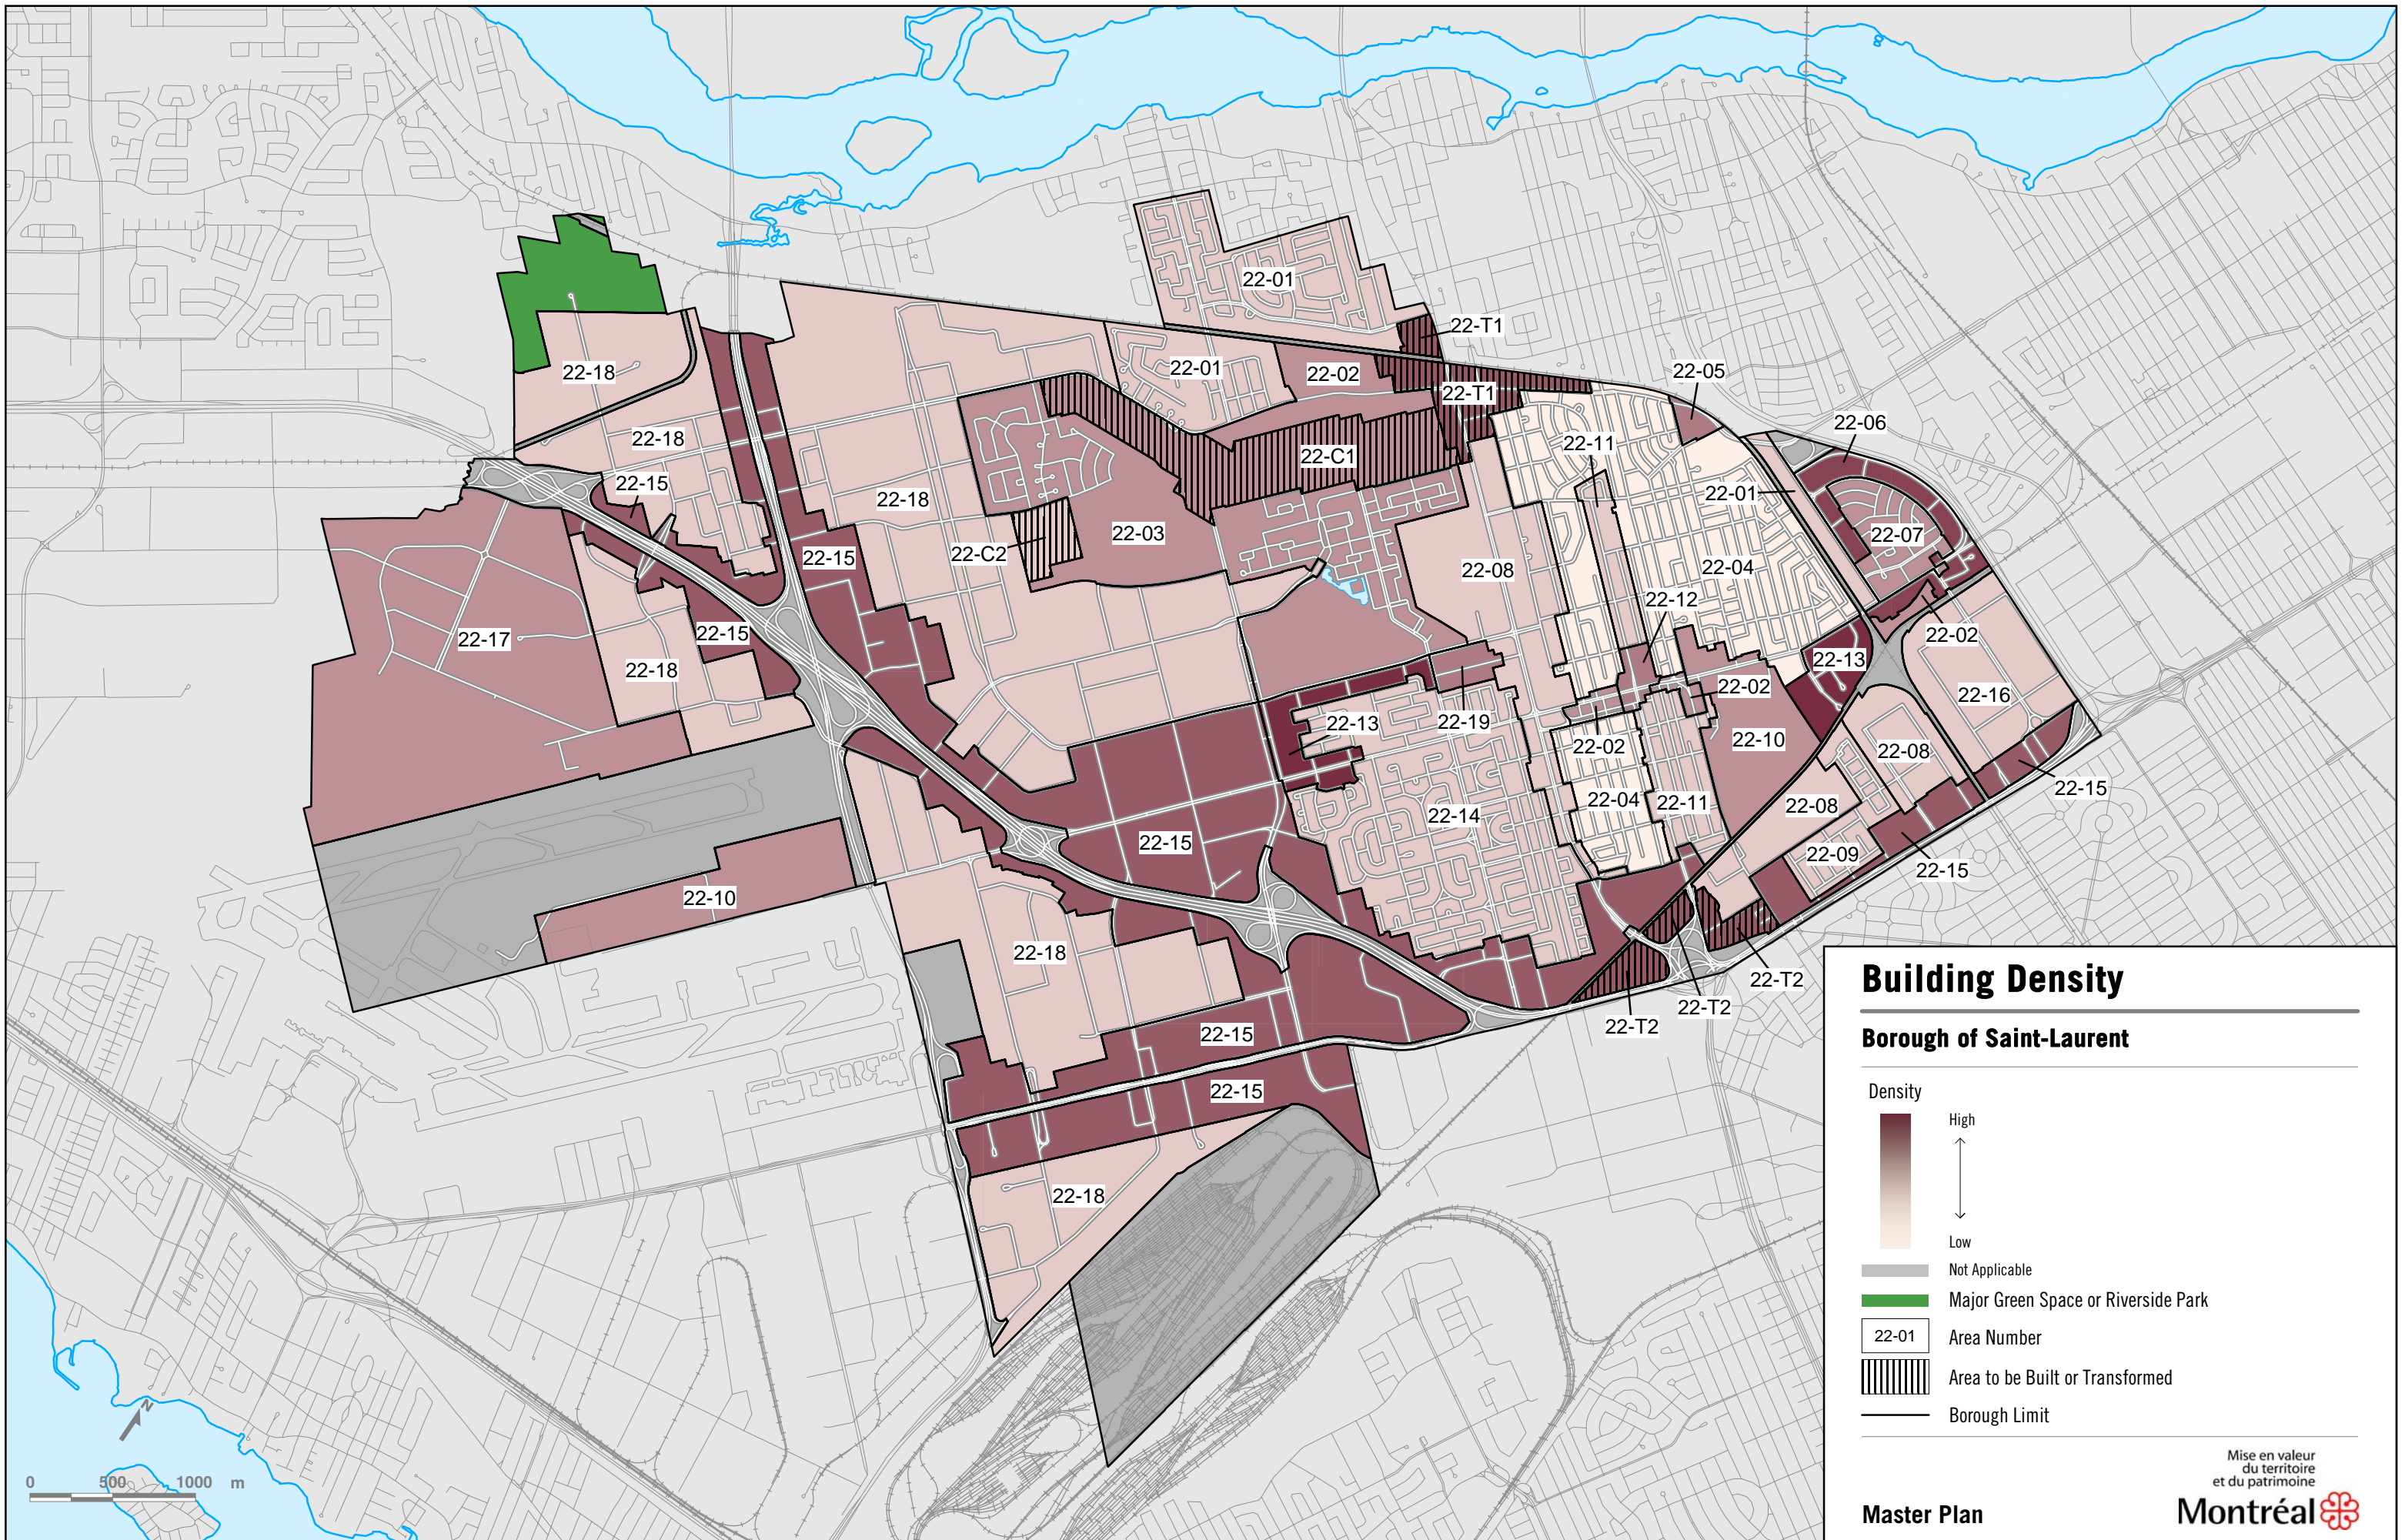 22-01
22-T1
22-01
22-02
22-05
22-18
22-T1
22-06
22-18
22-11
22-C1
22-15
22-01
22-18
22-07
22-03
22-C2
22-15
22-08
22-04
22-12
22-15
22-02
22-17
22-13
22-18
22-02
22-16
22-19
22-13
22-10
22-02
22-08
22-15
22-04
22-11
22-08
22-14
22-15
22-09
22-15
22-10
22-18
22-T2
22-T2
22-T2
22-15
22-15
22-18
N
0 500 1000 m
Building Density
Borough of Saint-Laurent
Density
High
Low
Not Applicable
Major Green Space or Riverside Park
22-01
Area Number
Area to be Built or Transformed
Borough Limit
Mise en valeur
du territoire
et du patrimoine
Montréal
Master Plan